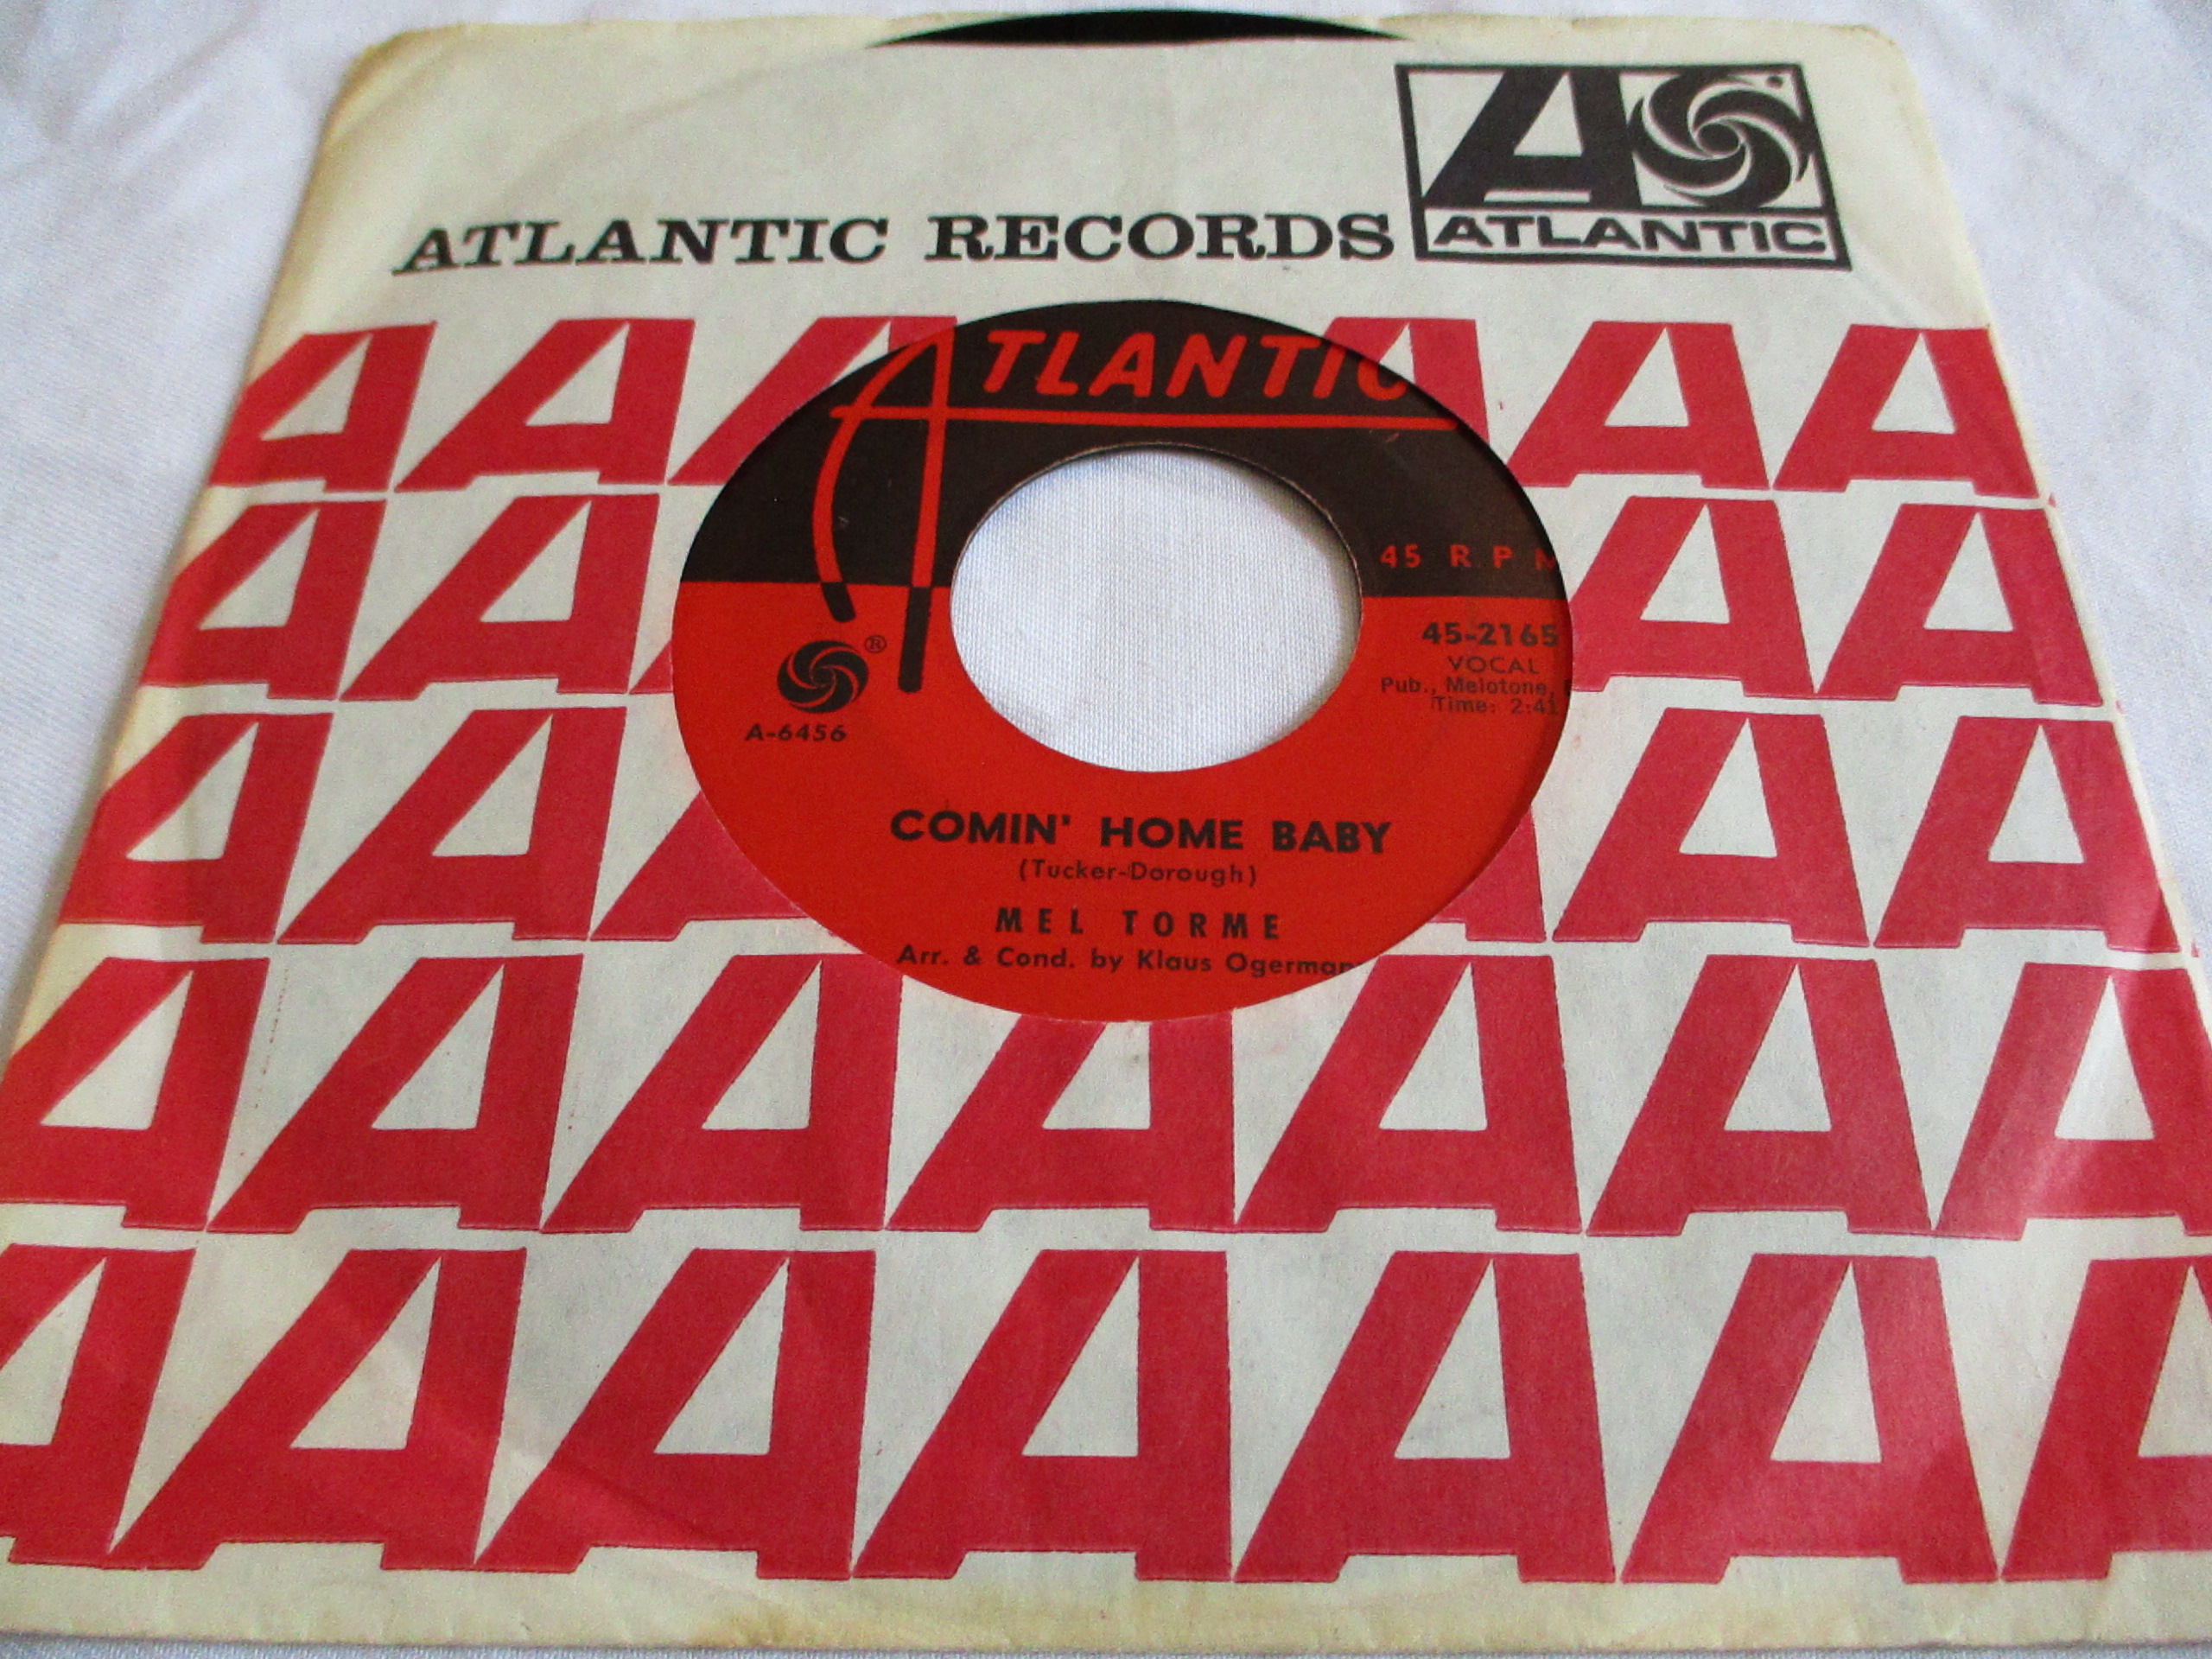 ATLANTIC RECORDS
ATLANTIC
ATLANTIC
45 R P M
45-2165
VOCAL
Pub., Melotone,
Time: 2:41
®
A-6456
COMIN' HOME BABY
(Tucker-Dorough)
MEL TORME
Arr. & Cond. by Klaus Ogerman
A A A A A A
A A A A
A A A A
A A A A A A A
A A A A A A A